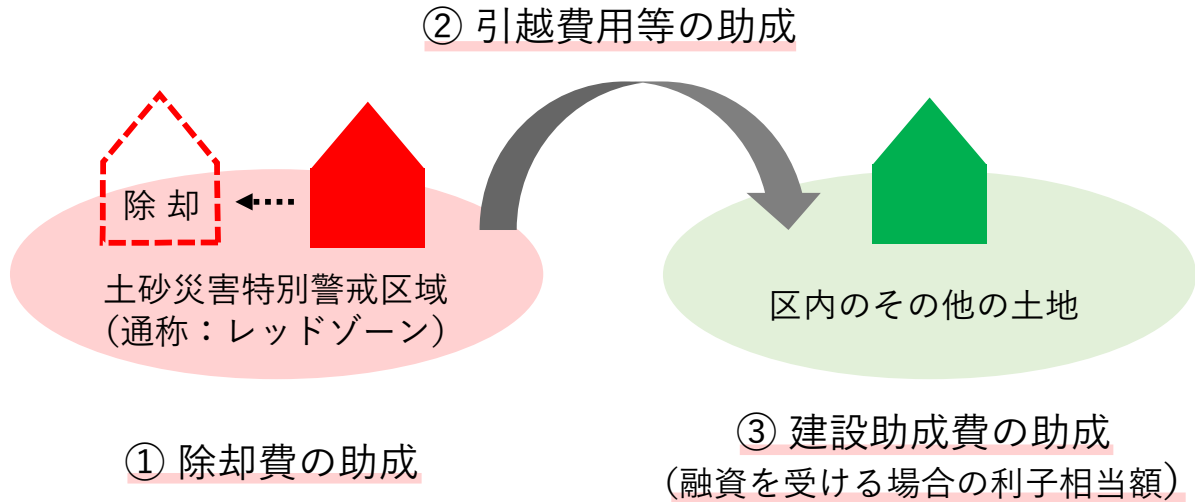 ② 引越費用等の助成
除却
土砂災害特別警戒区域
（通称：レッドゾーン）
区内のその他の土地
① 除却費の助成
③ 建設助成費の助成
（融資を受ける場合の利子相当額）